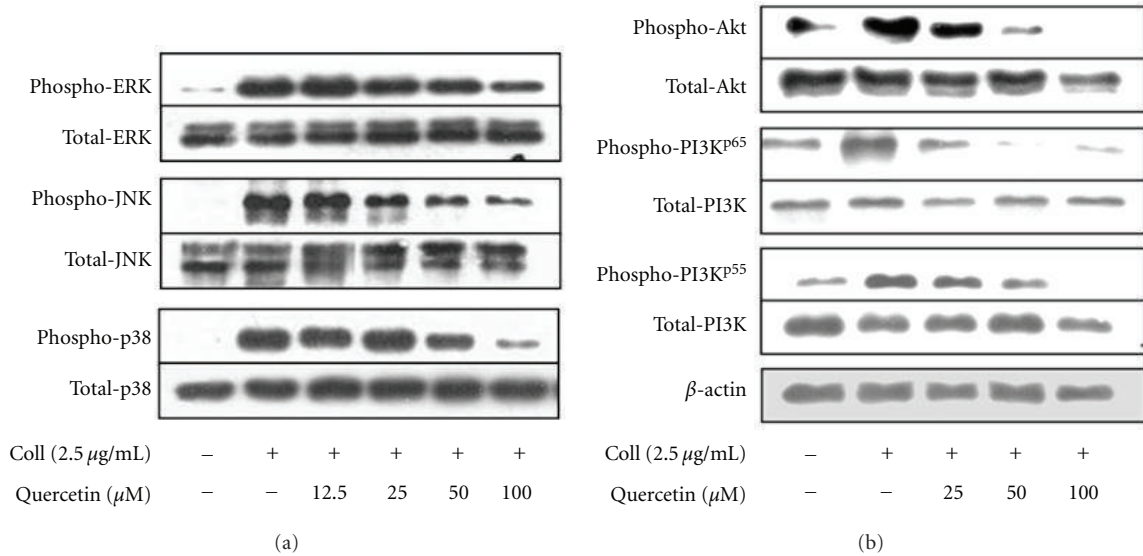 Phospho-ERK
Total-ERK
Phospho-JNK
Total-JNK
Phospho-p38
Total-p38
Coll (2.5 μg/mL) – + + + + +
Quercetin (μM) – – 12.5 25 50 100
(a)
Phospho-Akt
Total-Akt
Phospho-PI3Kᵖ⁶⁵
Total-PI3K
Phospho-PI3Kᵖ⁵⁵
Total-PI3K
β-actin
Coll (2.5 μg/mL) – + + + +
Quercetin (μM) – – 25 50 100
(b)